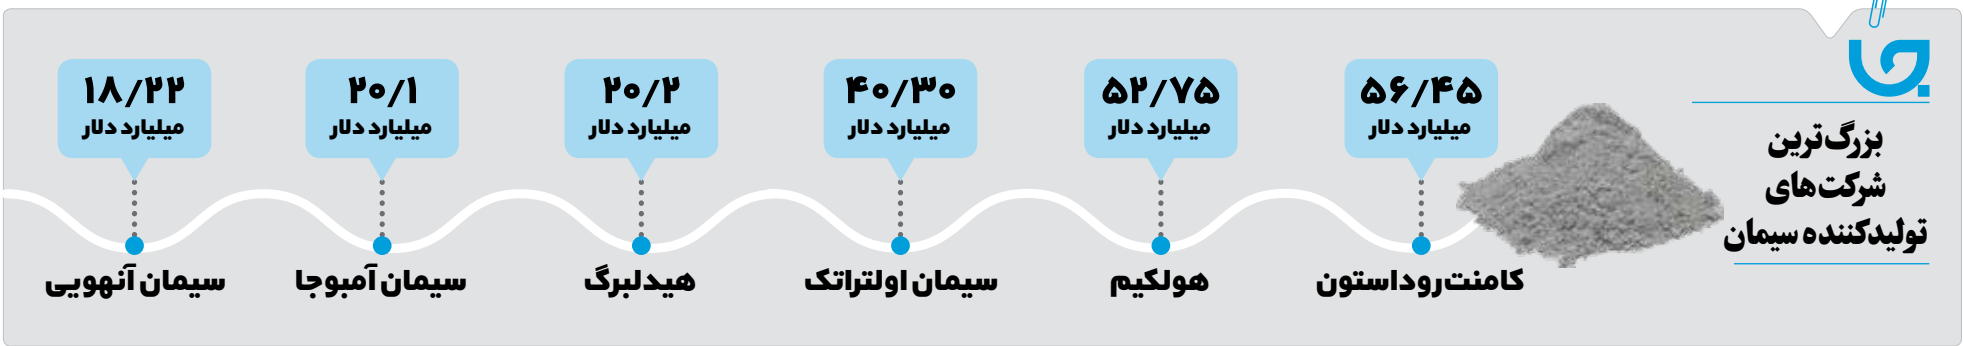 بزرگ‌ترین
شرکت‌های
تولیدکننده سیمان
۵۶/۴۵
میلیارد دلار
کامنت‌روداستون
۵۲/۷۵
میلیارد دلار
هولکیم
۴۰/۳۰
میلیارد دلار
سیمان اولتراتک
۲۰/۲
میلیارد دلار
هیدلبرگ
۲۰/۱
میلیارد دلار
سیمان آمبوجا
۱۸/۲۲
میلیارد دلار
سیمان آنهویی